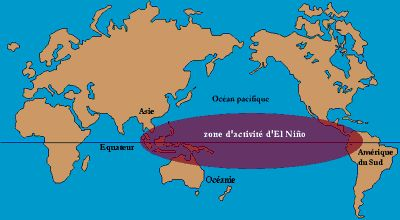 Océan pacifique
Asie
zone d'activité d'El Niño
Equateur
Amérique
du Sud
Océanie